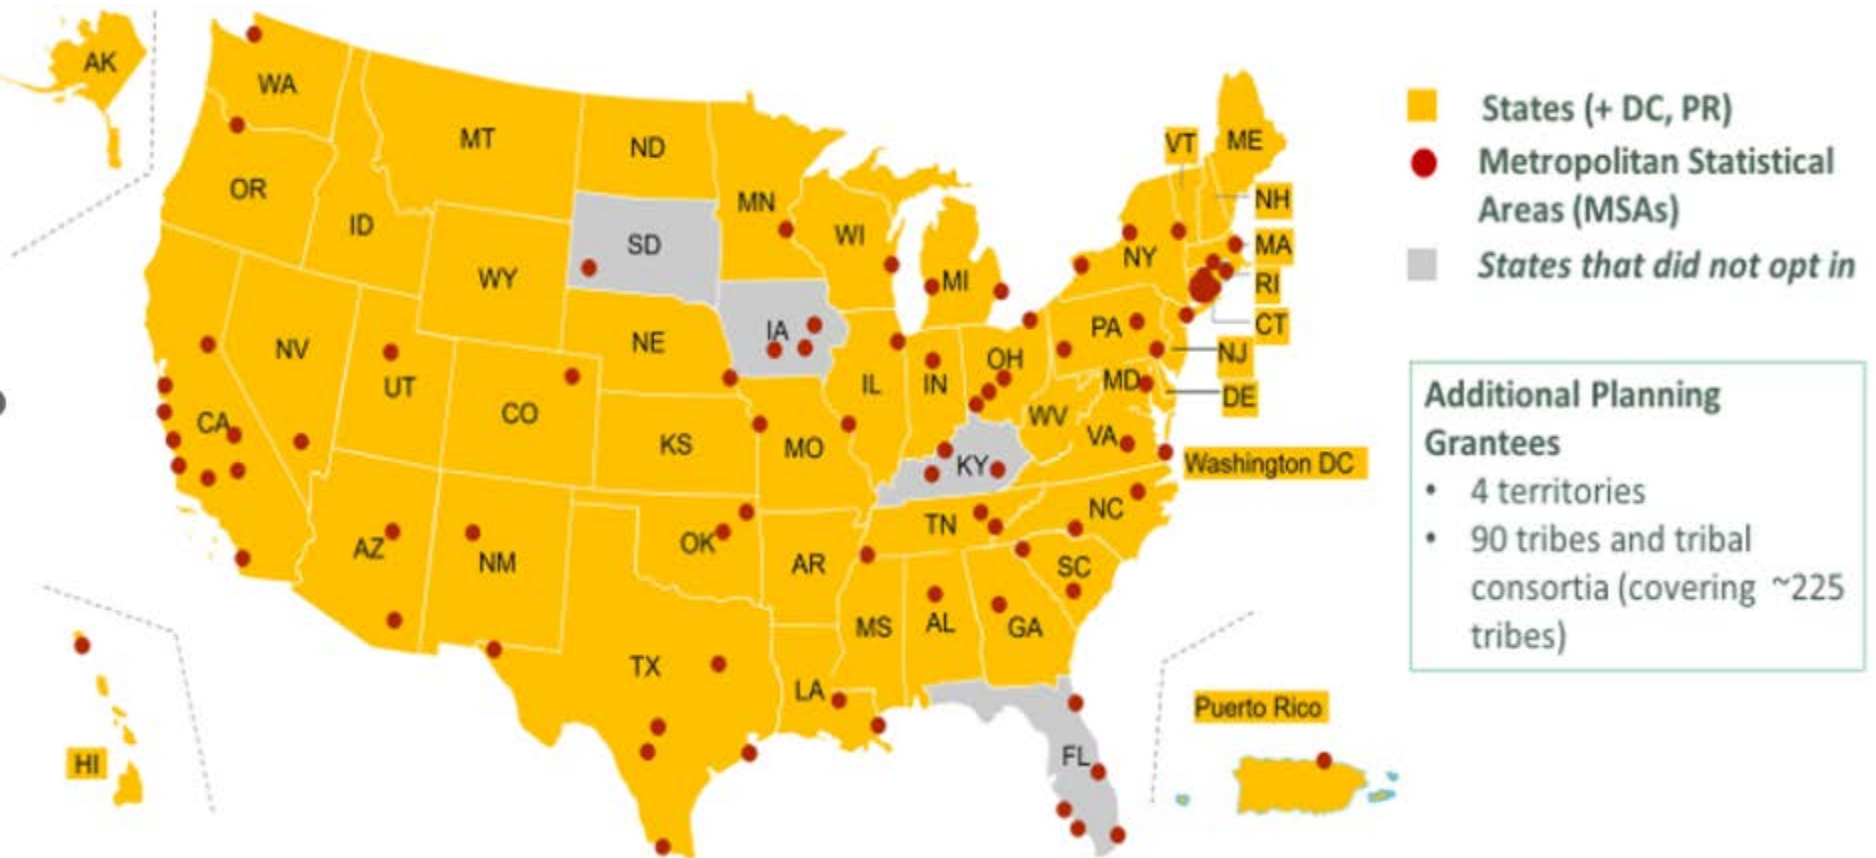 AK
WA
MT
ND
VT
ME
OR
ID
MN
WI
NH
SD
MA
NY
WY
MI
RI
CT
IA
PA
NV
NE
NJ
OH
UT
IL
IN
MD
DE
CO
CA
WV
KS
MO
VA
KY
Washington DC
NC
TN
AZ
NM
OK
AR
SC
MS
AL
GA
TX
LA
FL
Puerto Rico
HI
States (+ DC, PR)
Metropolitan Statistical
Areas (MSAs)
States that did not opt in
Additional Planning
Grantees
• 4 territories
• 90 tribes and tribal
consortia (covering ~225
tribes)